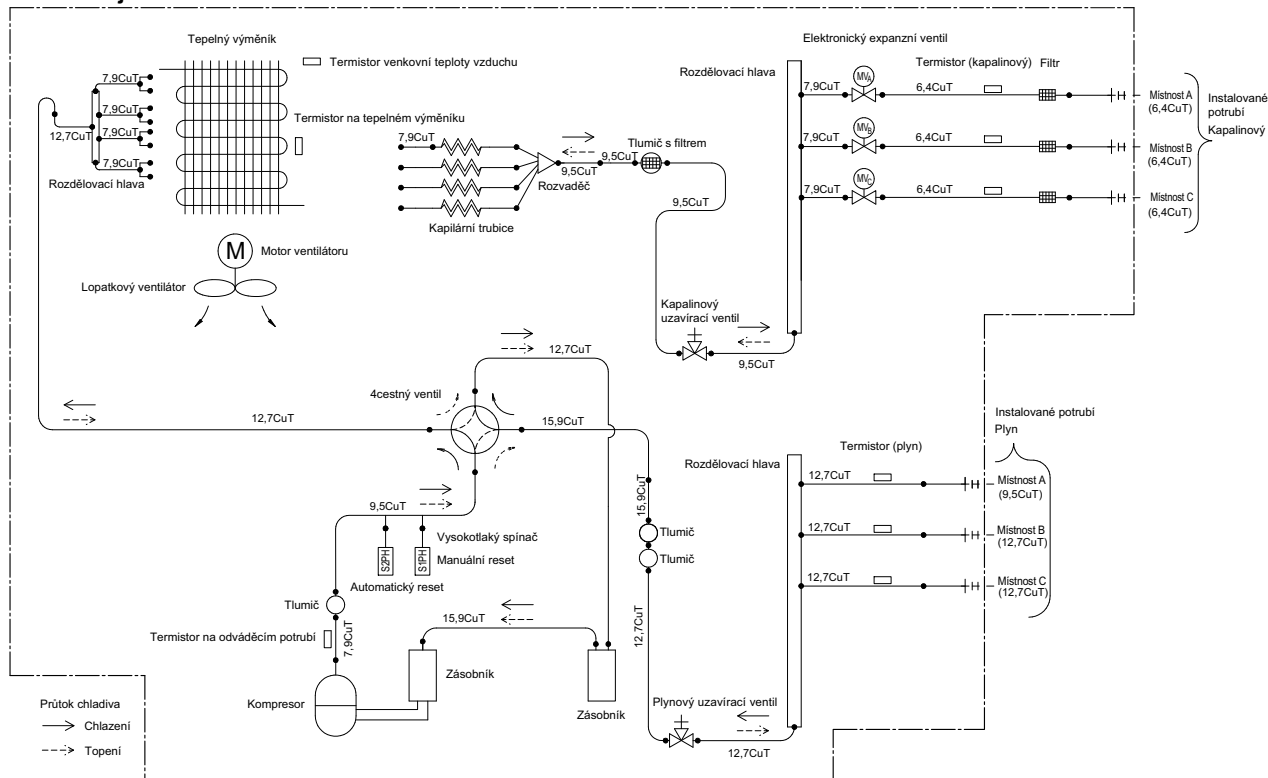 Tepelný výměník
Termistor venkovní teploty vzduchu
7,9CuT
7,9CuT
7,9CuT
7,9CuT
12,7CuT
Rozdělovací hlava
Termistor na tepelném výměníku
7,9CuT
Kapilární trubice
Rozvaděč
9,5CuT
9,5CuT
Tlumič s filtrem
9,5CuT
Kapalinový
uzavírací ventil
9,5CuT
Rozdělovací hlava
Elektronický expanzní ventil
Termistor (kapalinový)
Filtr
7,9CuT
MVA
6,4CuT
Místnost A
(6,4CuT)
7,9CuT
MVB
6,4CuT
Místnost B
(6,4CuT)
7,9CuT
MVC
6,4CuT
Místnost C
(6,4CuT)
Instalované
potrubí
Kapalinový
M
Motor ventilátoru
Lopatkový ventilátor
12,7CuT
4cestný ventil
12,7CuT
15,9CuT
9,5CuT
Vysokotlaký spínač
S2PH
S1PH
Manuální reset
Automatický reset
Tlumič
Termistor na odváděcím potrubí
7,9CuT
Kompresor
15,9CuT
Zásobník
Zásobník
15,9CuT
Tlumič
Tlumič
12,7CuT
Plynový uzavírací ventil
12,7CuT
Rozdělovací hlava
Termistor (plyn)
Instalované potrubí
Plyn
12,7CuT
Místnost A
(9,5CuT)
12,7CuT
Místnost B
(12,7CuT)
12,7CuT
Místnost C
(12,7CuT)
Průtok chladiva
Chlazení
Topení